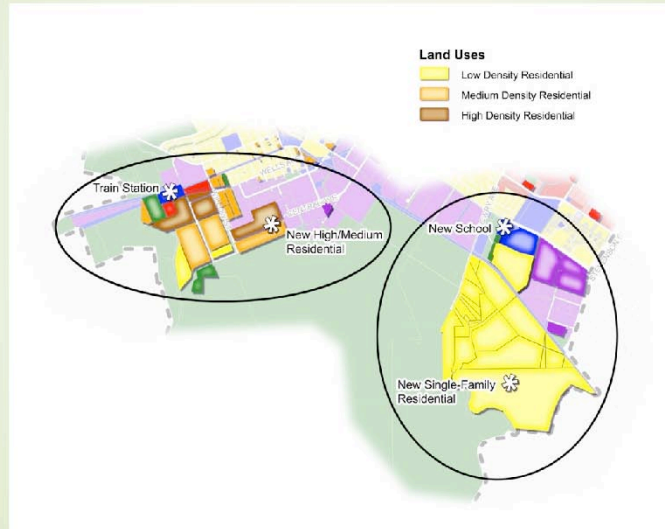 Land Uses
Low Density Residential
Medium Density Residential
High Density Residential
Train Station
New High/Medium
Residential
New School
New Single-Family
Residential